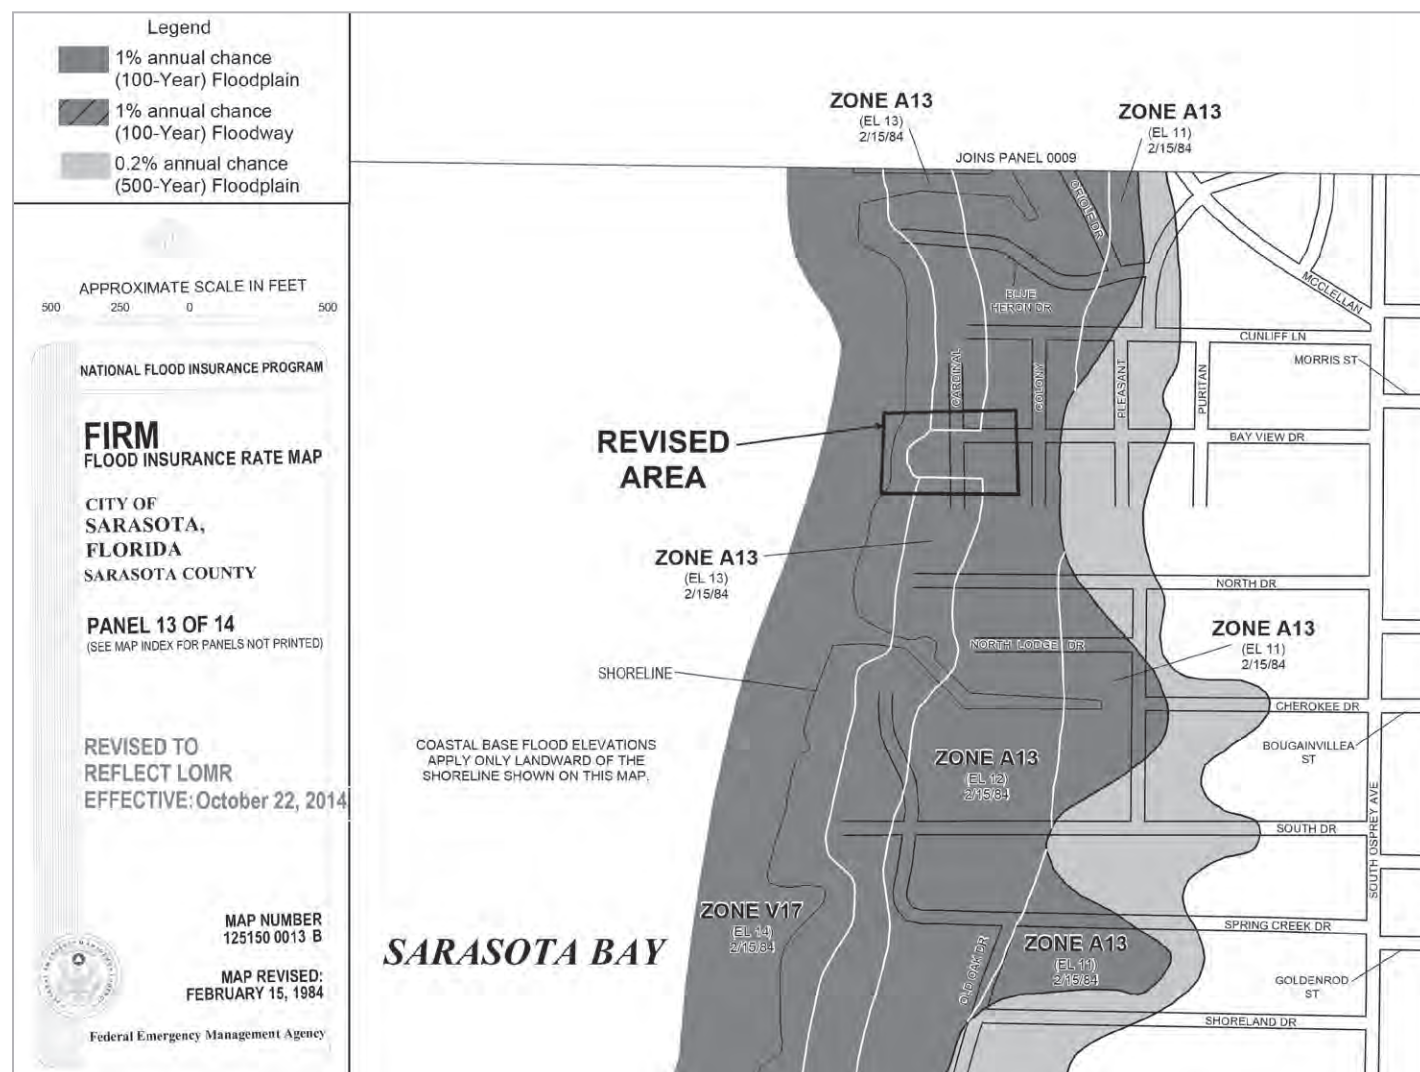 Legend
1% annual chance
(100-Year) Floodplain
1% annual chance
(100-Year) Floodway
0.2% annual chance
(500-Year) Floodplain
APPROXIMATE SCALE IN FEET
500 250 0 500
NATIONAL FLOOD INSURANCE PROGRAM
FIRM
FLOOD INSURANCE RATE MAP
CITY OF
SARASOTA,
FLORIDA
SARASOTA COUNTY
PANEL 13 OF 14
(SEE MAP INDEX FOR PANELS NOT PRINTED)
REVISED TO
REFLECT LOMR
EFFECTIVE: October 22, 2014
MAP NUMBER
125150 0013 B
MAP REVISED:
FEBRUARY 15, 1984
Federal Emergency Management Agency
ZONE A13
(EL 13)
2/15/84
ZONE A13
(EL 11)
2/15/84
JOINS PANEL 0009
ORIOLE DR
MCCLELLAN
BLUE
HERON DR
CUNLIFF LN
MORRIS ST
CARDINAL
COLONY
PLEASANT
PURITAN
REVISED
AREA
BAY VIEW DR
ZONE A13
(EL 13)
2/15/84
NORTH DR
ZONE A13
(EL 11)
2/15/84
NORTH LODGE DR
SHORELINE
CHEROKEE DR
COASTAL BASE FLOOD ELEVATIONS
APPLY ONLY LANDWARD OF THE
SHORELINE SHOWN ON THIS MAP.
ZONE A13
(EL 12)
2/15/84
BOUGAINVILLEA
ST
SOUTH OSPREY AVE
SOUTH DR
ZONE V17
(EL 14)
2/15/84
SPRING CREEK DR
SARASOTA BAY
ZONE A13
(EL 11)
2/15/84
OLD OAK DR
GOLDENROD
ST
SHORELAND DR